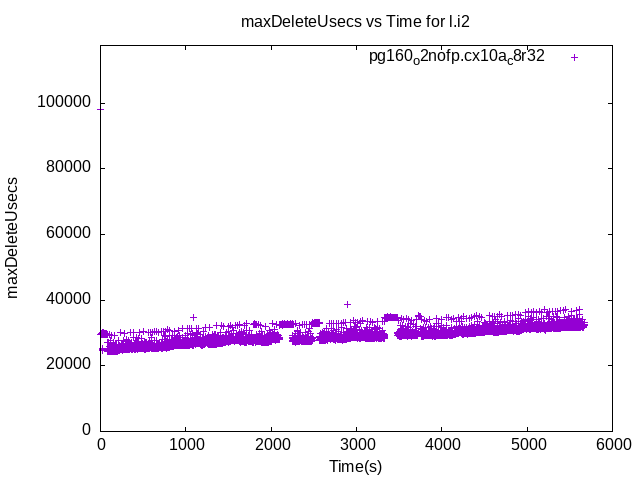 maxDeleteUsecs vs Time for l.i2
pg160o2nofp.cx10ac8r32
maxDeleteUsecs
100000
80000
60000
40000
20000
0
0 1000 2000 3000 4000 5000 6000
Time(s)